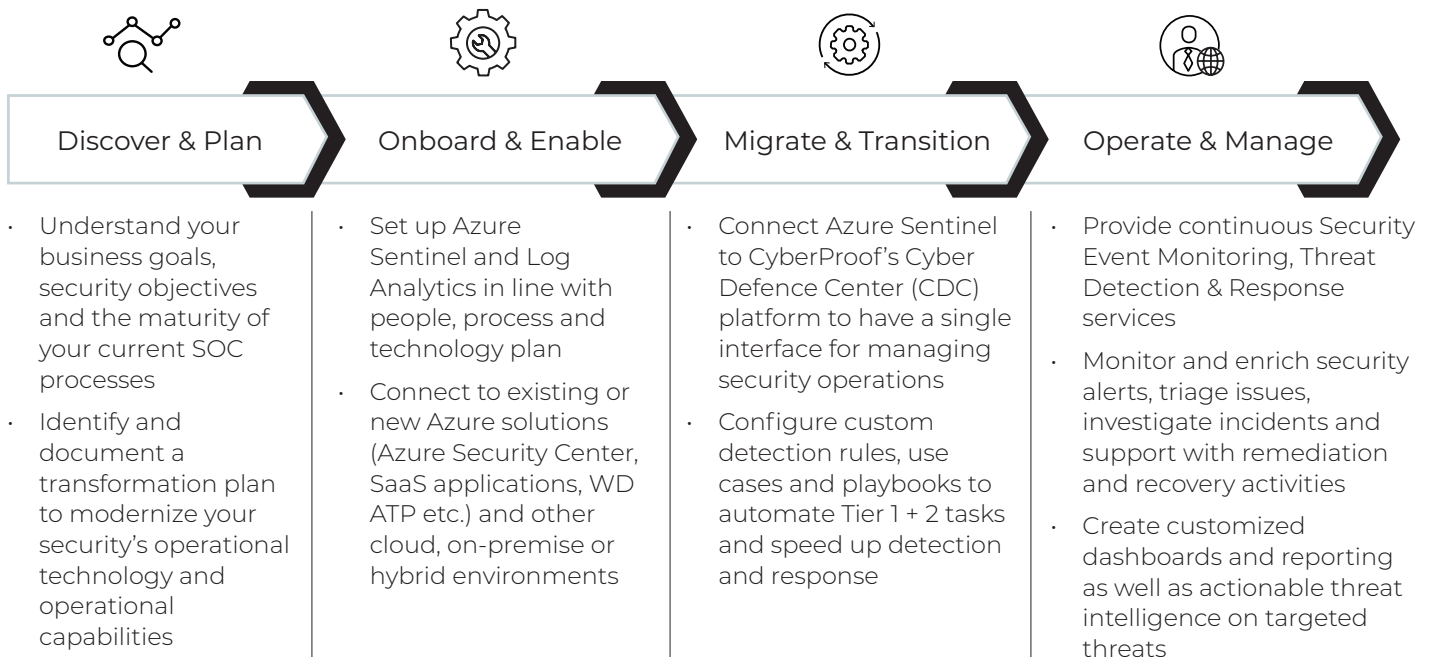 Discover & Plan
Onboard & Enable
Migrate & Transition
Operate & Manage
· Understand your
business goals,
security objectives
and the maturity of
your current SOC
processes
· Identify and
document a
transformation plan
to modernize your
security's operational
technology and
operational
capabilities
· Set up Azure
Sentinel and Log
Analytics in line with
people, process and
technology plan
· Connect to existing or
new Azure solutions
(Azure Security Center,
SaaS applications, WD
ATP etc.) and other
cloud, on-premise or
hybrid environments
· Connect Azure Sentinel
to CyberProof's Cyber
Defence Center (CDC)
platform to have a single
interface for managing
security operations
· Configure custom
detection rules, use
cases and playbooks to
automate Tier 1 + 2 tasks
and speed up detection
and response
· Provide continuous Security
Event Monitoring, Threat
Detection & Response
services
· Monitor and enrich security
alerts, triage issues,
investigate incidents and
support with remediation
and recovery activities
· Create customized
dashboards and reporting
as well as actionable threat
intelligence on targeted
threats